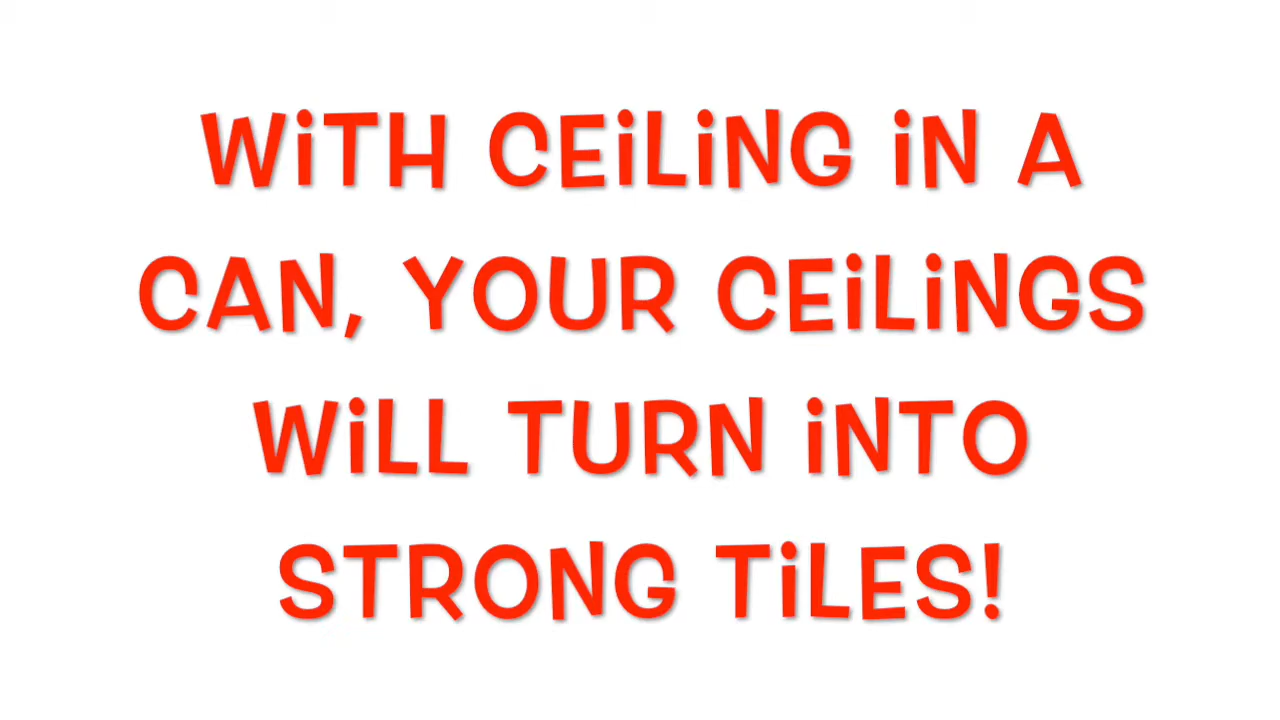 WiTH CEiLiNG iN A
CAN, YOUR CEiLiNGS
WiLL TURN iNTO
STRONG TiLES!